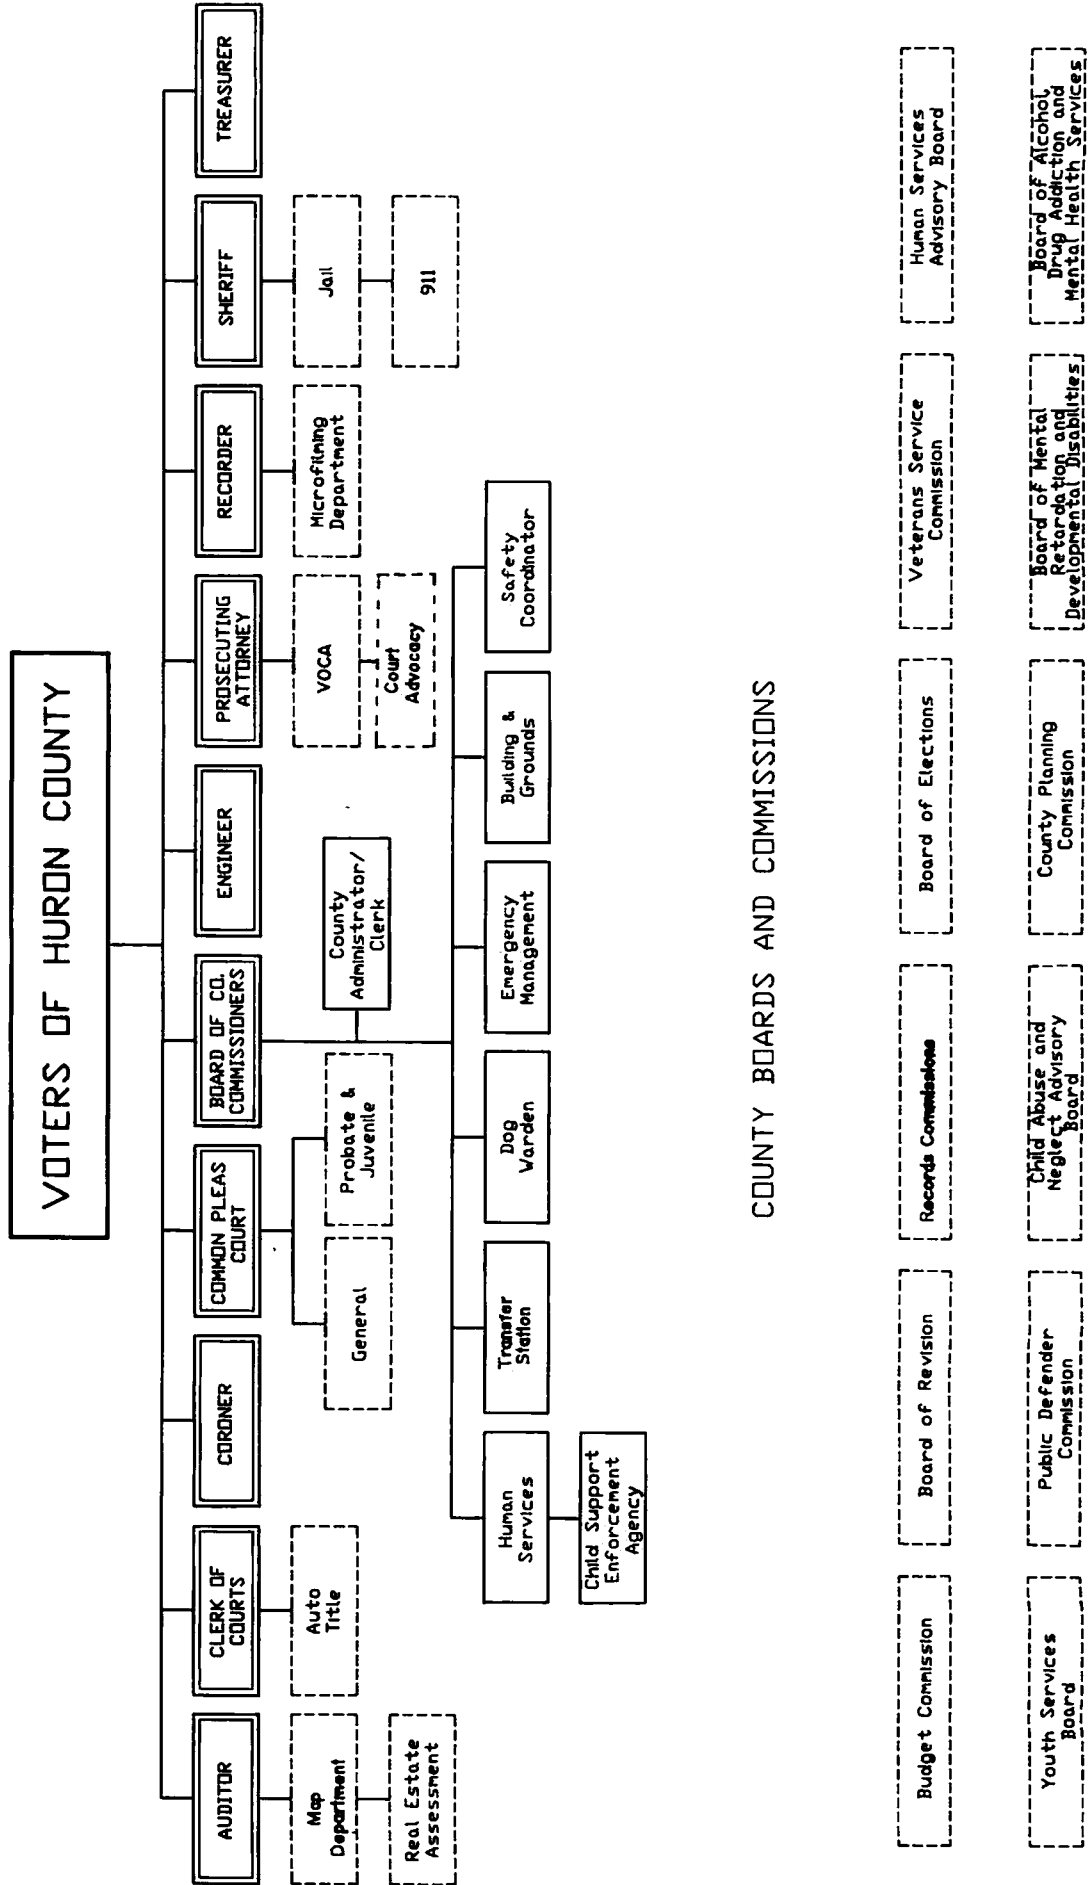 VOTERS OF HURON COUNTY
AUDITOR
CLERK OF
COURTS
CORONER
COMMON PLEAS
COURT
BOARD OF CO.
COMMISSIONERS
ENGINEER
PROSECUTING
ATTORNEY
RECORDER
SHERIFF
TREASURER
Map
Department
Real Estate
Assessment
Auto
Title
General
Probate &
Juvenile
County
Administrator/
Clerk
VOCA
Court
Advocacy
Microfilming
Department
Jail
911
Human
Services
Child Support
Enforcement
Agency
Transfer
Station
Dog
Warden
Emergency
Management
Building &
Grounds
Safety
Coordinator
COUNTY BOARDS AND COMMISSIONS
Budget Commission
Board of Revision
Records Commissions
Board of Elections
Veterans Service
Commission
Human Services
Advisory Board
Youth Services
Board
Public Defender
Commission
Child Abuse and
Neglect Advisory
Board
County Planning
Commission
Board of Mental
Retardation and
Developmental Disabilities
Board of Alcohol,
Drug Addiction and
Mental Health Services